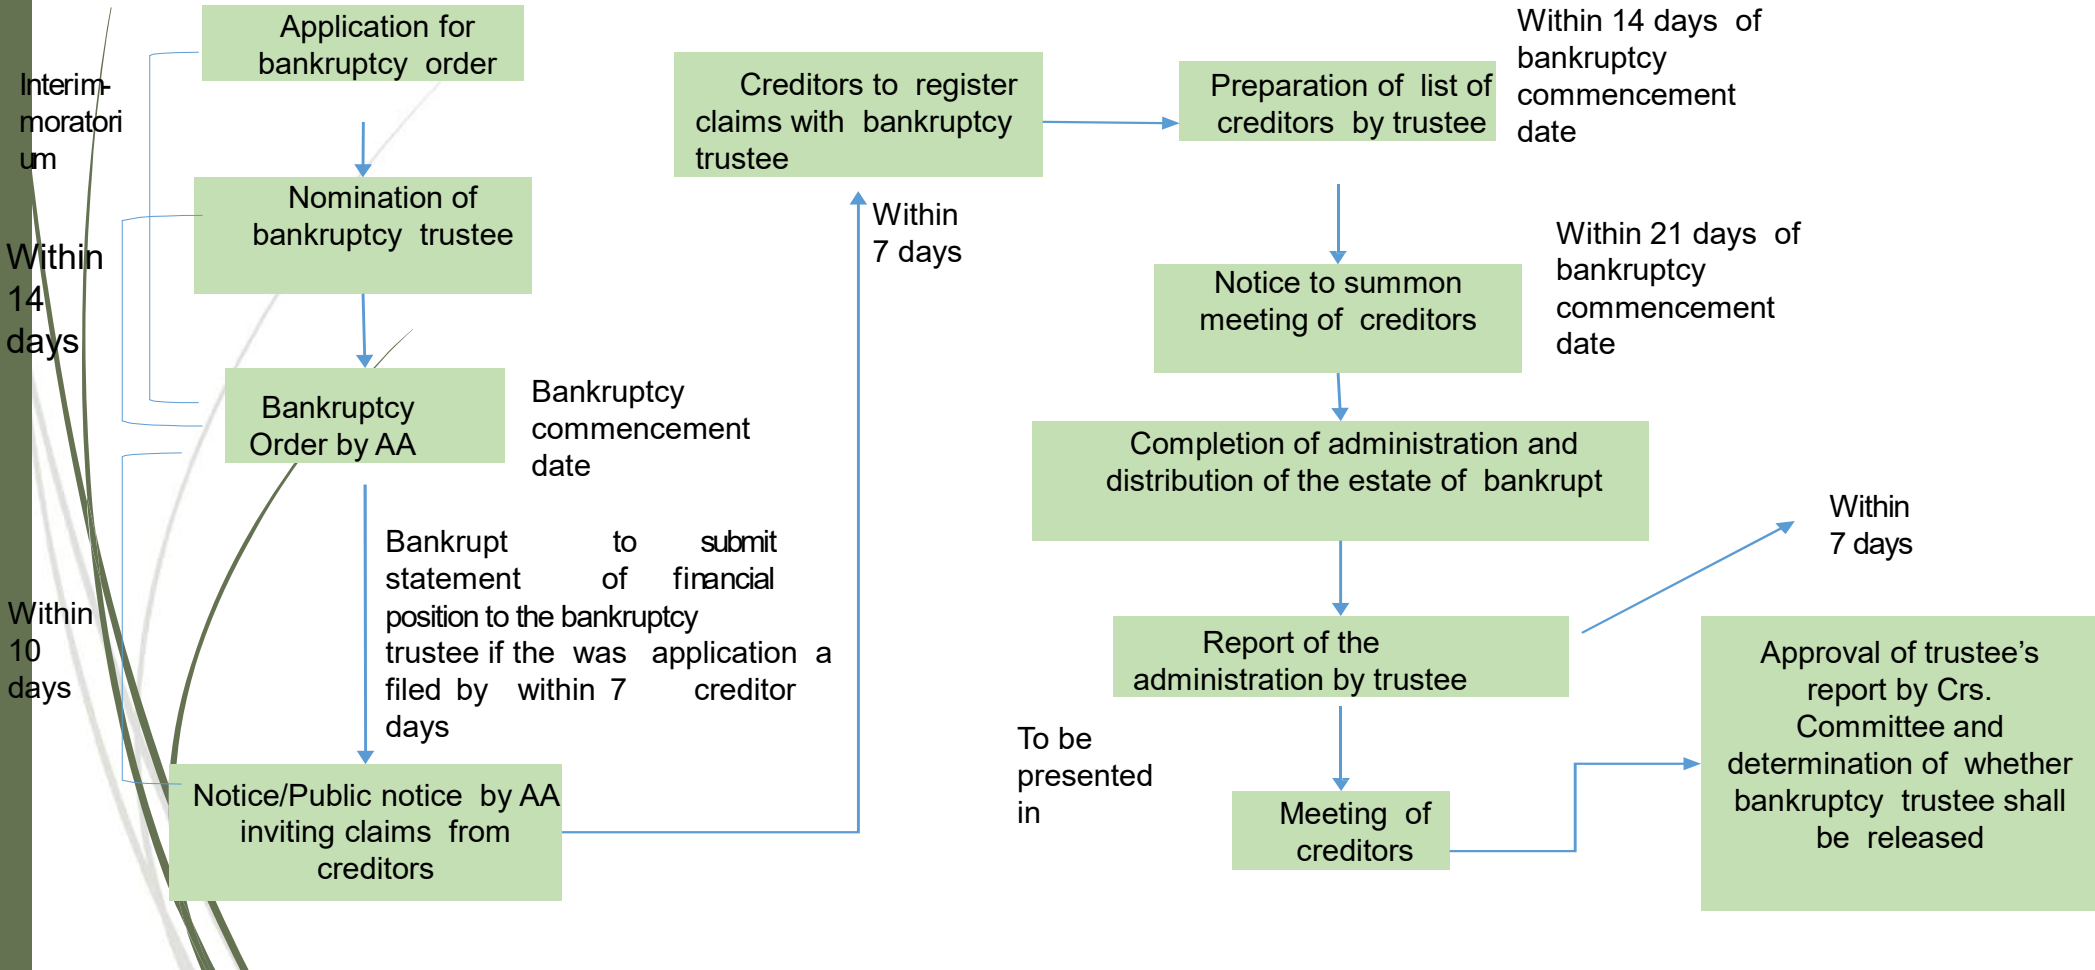 Application for
bankruptcy order
Interim-
moratori
um
Nomination of
bankruptcy trustee
Within
14
days
Bankruptcy
Order by AA
Bankruptcy
commencement
date
Bankrupt to submit
statement of financial
position to the bankruptcy
trustee if the was application a
filed by within 7 creditor
days
Within
10
days
Notice/Public notice by AA
inviting claims from
creditors
Creditors to register
claims with bankruptcy
trustee
Within
7 days
Preparation of list of
creditors by trustee
Within 14 days of
bankruptcy
commencement
date
Notice to summon
meeting of creditors
Within 21 days of
bankruptcy
commencement
date
Completion of administration and
distribution of the estate of bankrupt
Within
7 days
Report of the
administration by trustee
To be
presented
in
Meeting of
creditors
Approval of trustee’s
report by Crs.
Committee and
determination of whether
bankruptcy trustee shall
be released